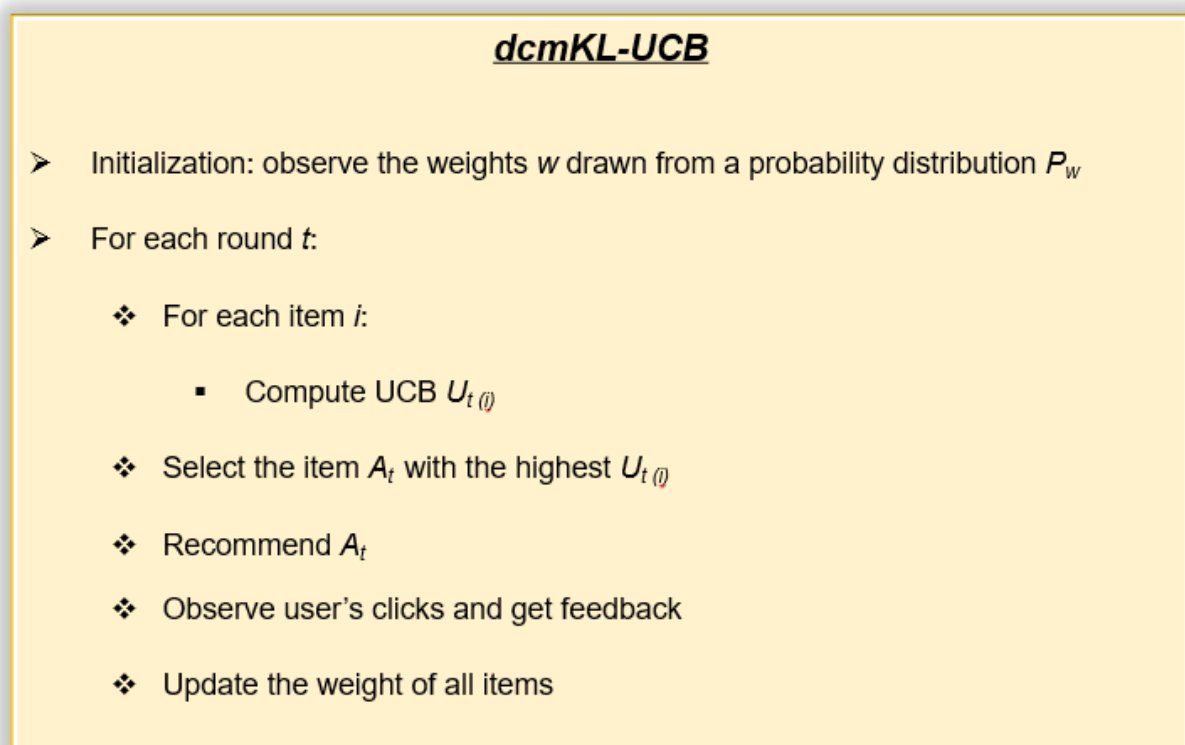 dcmKL-UCB
➢ Initialization: observe the weights w drawn from a probability distribution Pw
➢ For each round t:
❖ For each item i:
▪ Compute UCB Ut (i)
❖ Select the item At with the highest Ut (i)
❖ Recommend At
❖ Observe user's clicks and get feedback
❖ Update the weight of all items